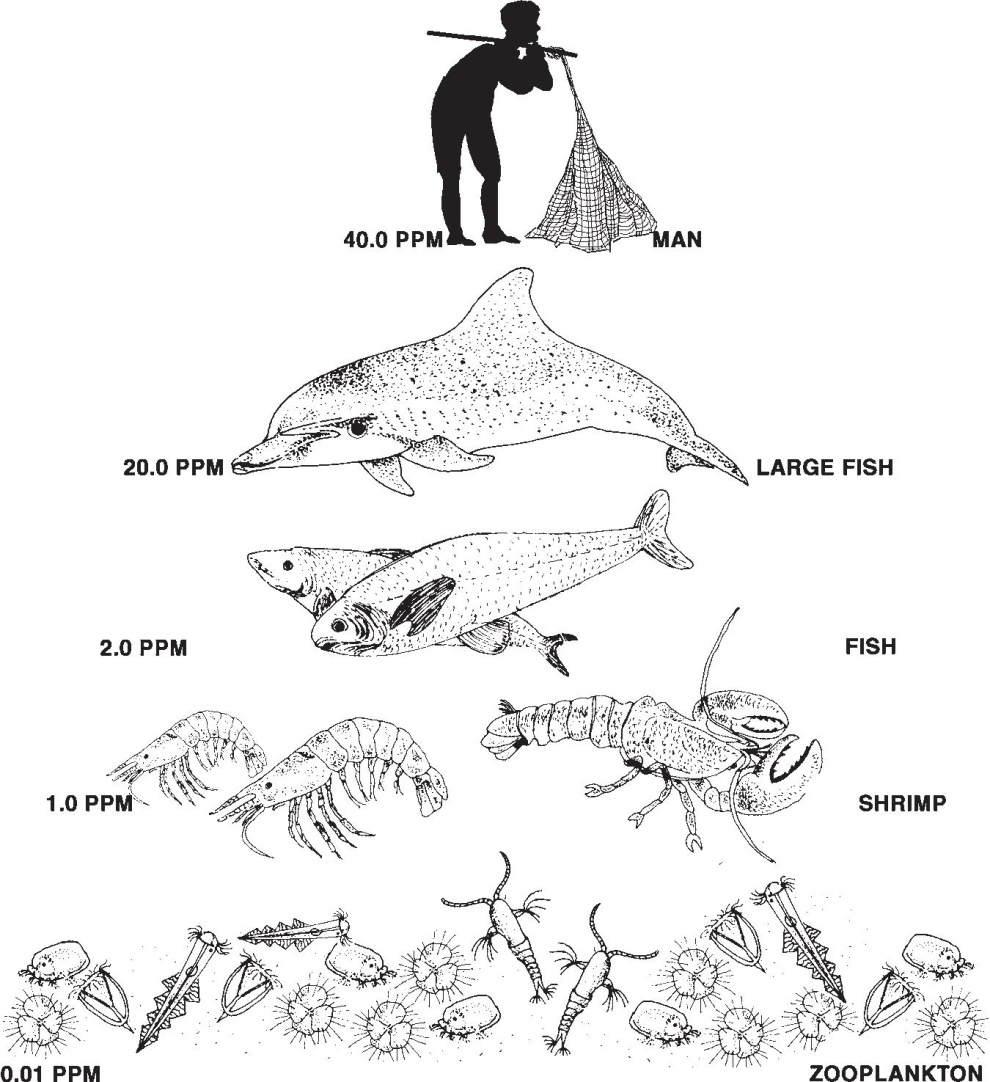 40.0 PPM MAN
20.0 PPM LARGE FISH
2.0 PPM FISH
1.0 PPM SHRIMP
0.01 PPM ZOOPLANKTON